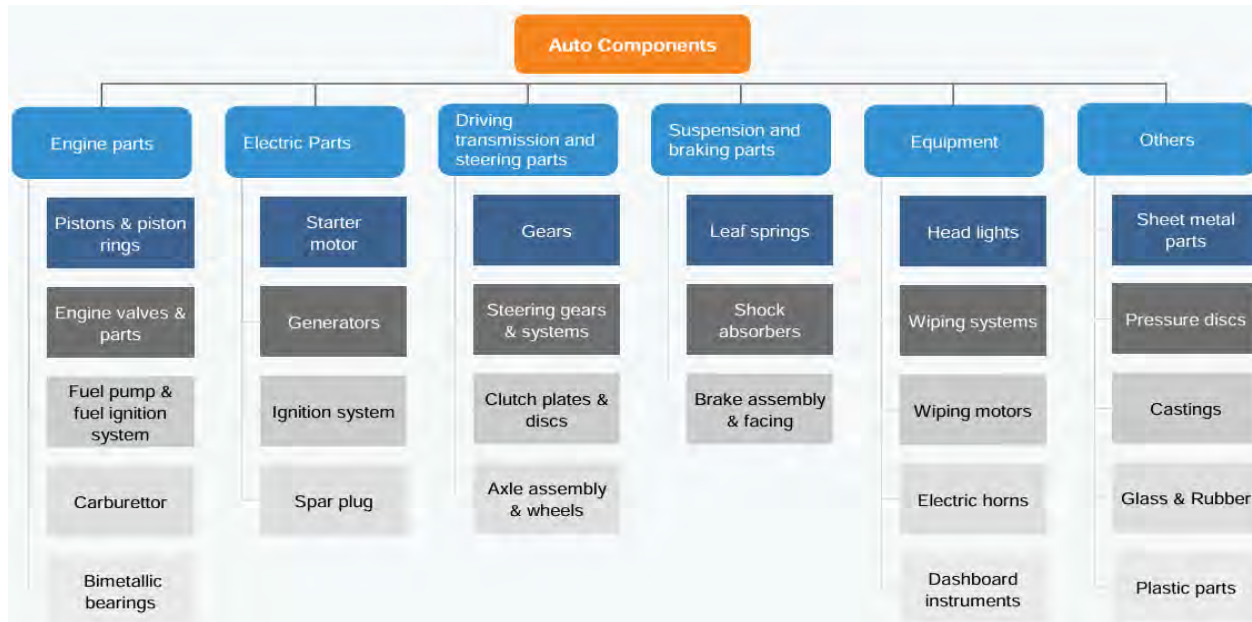 Auto Components
Engine parts
Electric Parts
Driving
transmission and
steering parts
Suspension and
braking parts
Equipment
Others
Pistons & piston
rings
Starter
motor
Gears
Leaf springs
Head lights
Sheet metal
parts
Engine valves &
parts
Generators
Steering gears
& systems
Shock
absorbers
Wiping systems
Pressure discs
Fuel pump &
fuel ignition
system
Ignition system
Clutch plates &
discs
Brake assembly
& facing
Wiping motors
Castings
Carburettor
Spar plug
Axle assembly
& wheels
Electric horns
Glass & Rubber
Bimetallic
bearings
Dashboard
instruments
Plastic parts